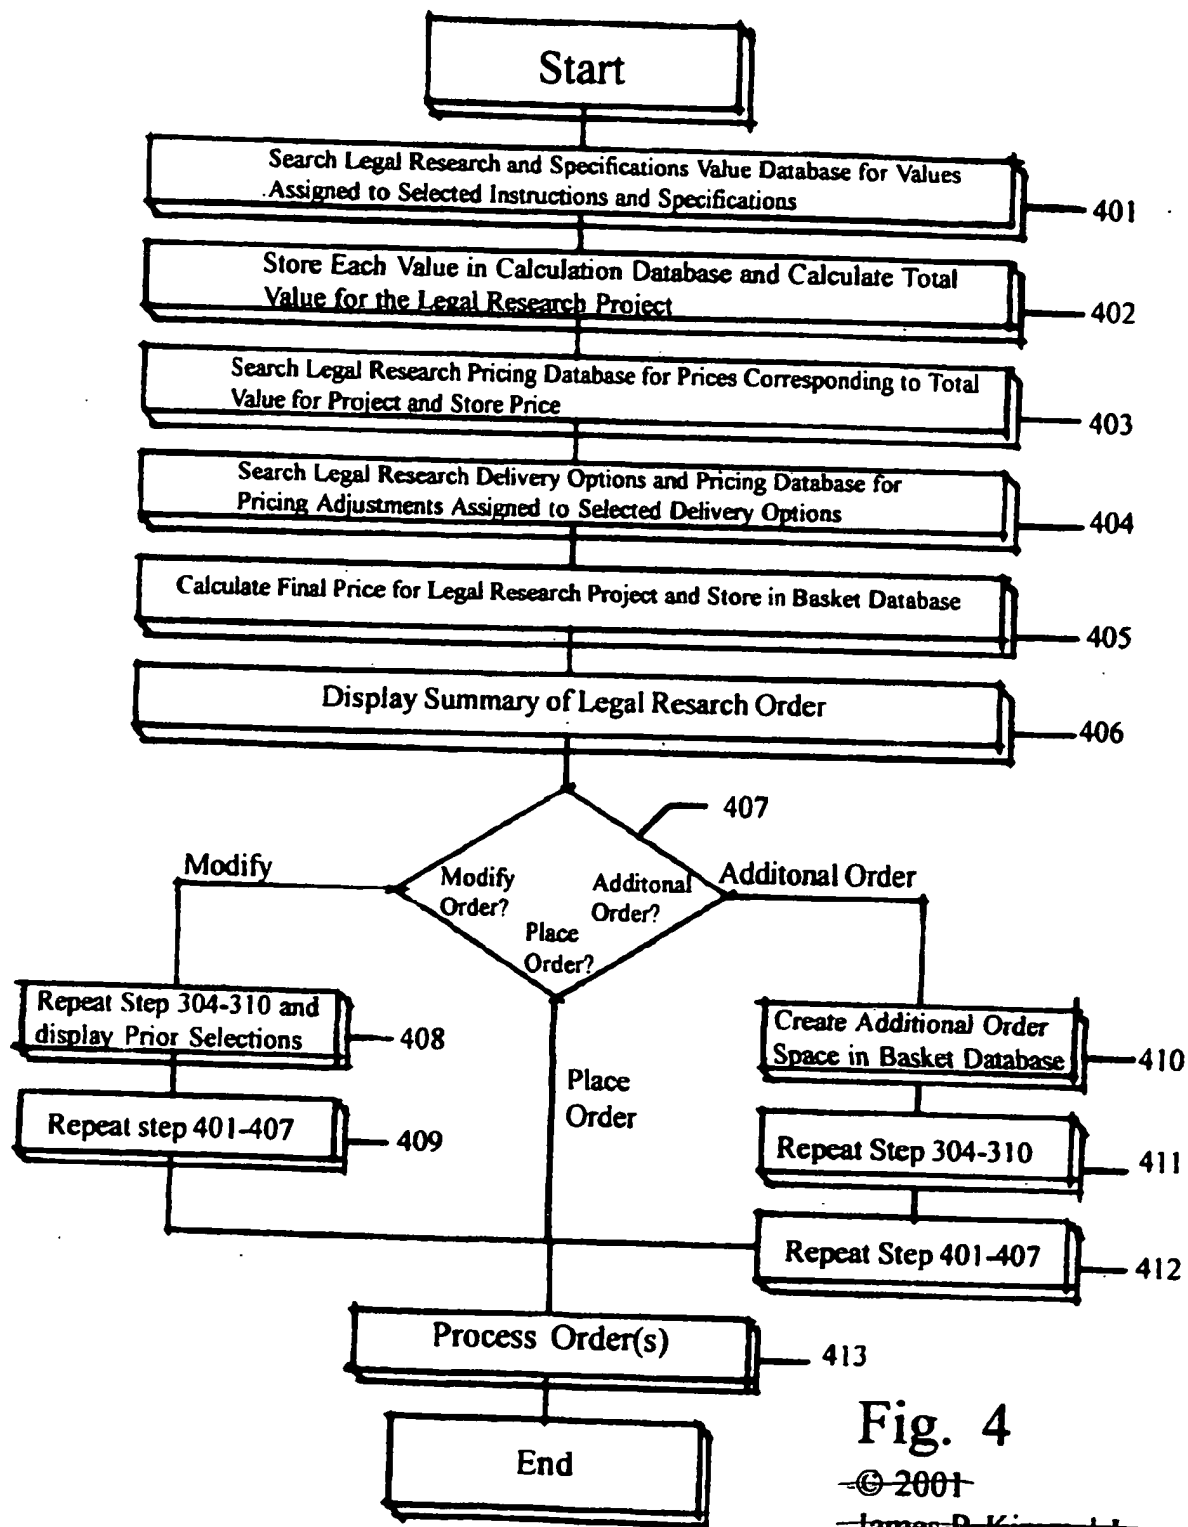 Start
Search Legal Research and Specifications Value Database for Values
Assigned to Selected Instructions and Specifications
401
Store Each Value in Calculation Database and Calculate Total
Value for the Legal Research Project
402
Search Legal Research Pricing Database for Prices Corresponding to Total
Value for Project and Store Price
403
Search Legal Research Delivery Options and Pricing Database for
Pricing Adjustments Assigned to Selected Delivery Options
404
Calculate Final Price for Legal Research Project and Store in Basket Database
405
Display Summary of Legal Resarch Order
406
407
Modify
Modify
Order?
Additonal
Order?
Place
Order?
Additonal Order
Repeat Step 304-310 and
display Prior Selections
408
Repeat step 401-407
409
Place
Order
Create Additional Order
Space in Basket Database
410
Repeat Step 304-310
411
Repeat Step 401-407
412
Process Order(s)
413
End
Fig. 4
© 2001
James P.